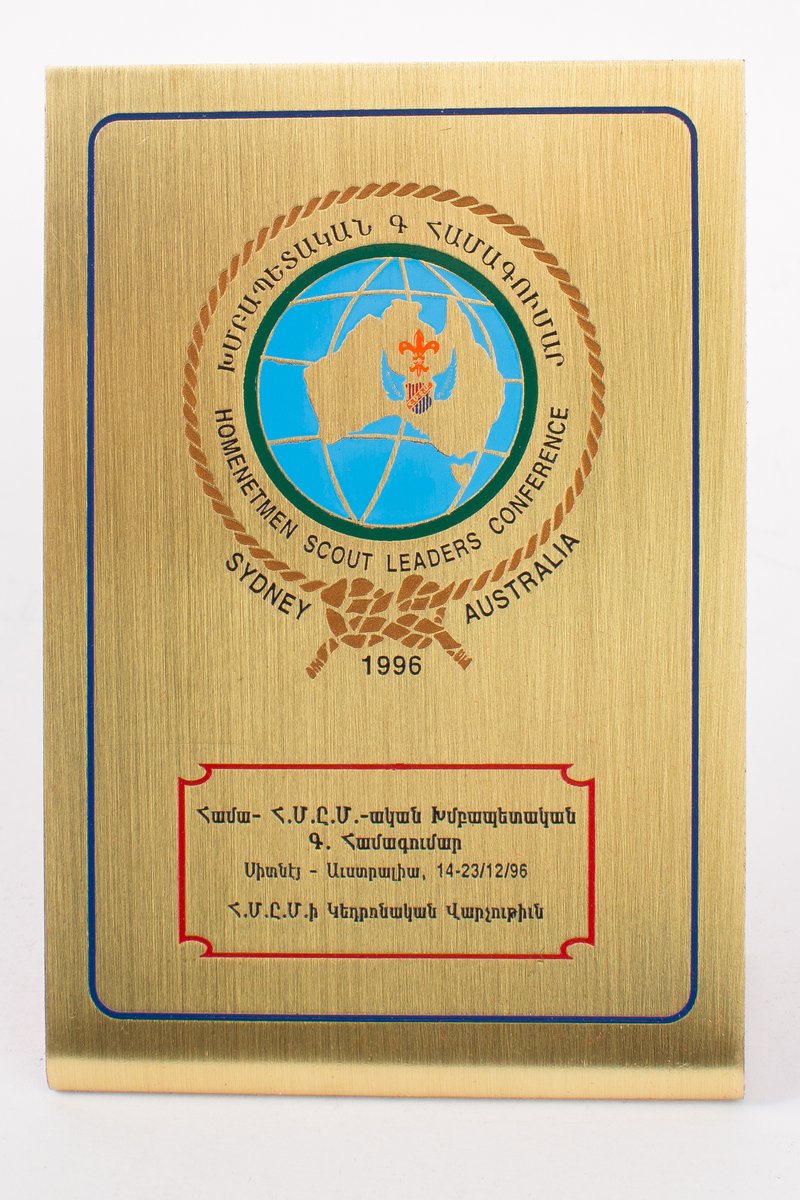 ԽՄԲԱՊԵՏԱԿԱՆ Գ ՀԱՄԱԳՈՒՄԱՐ
HOMENETMEN SCOUT LEADERS CONFERENCE
SYDNEY AUSTRALIA
1996
Համա- Հ.Մ.Ը.Մ.-ական Խմբապետական
Գ. Համագումար
Սիտնէյ - Աւստրալիա, 14-23/12/96
Հ.Մ.Ը.Մ.ի Կեդրոնական Վարչութիւն